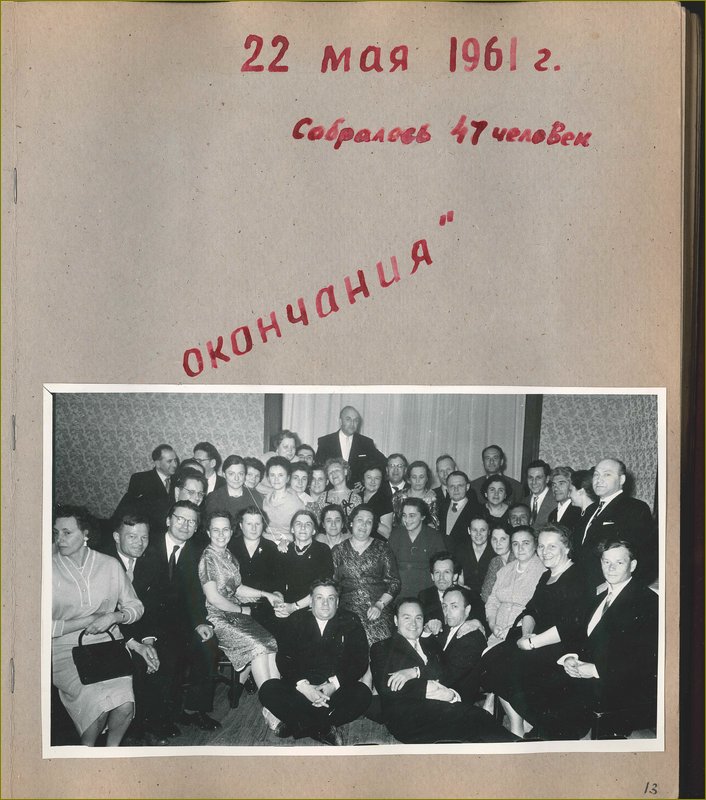 22 мая 1961 г.
Собралось 47 человек
окончания"
13